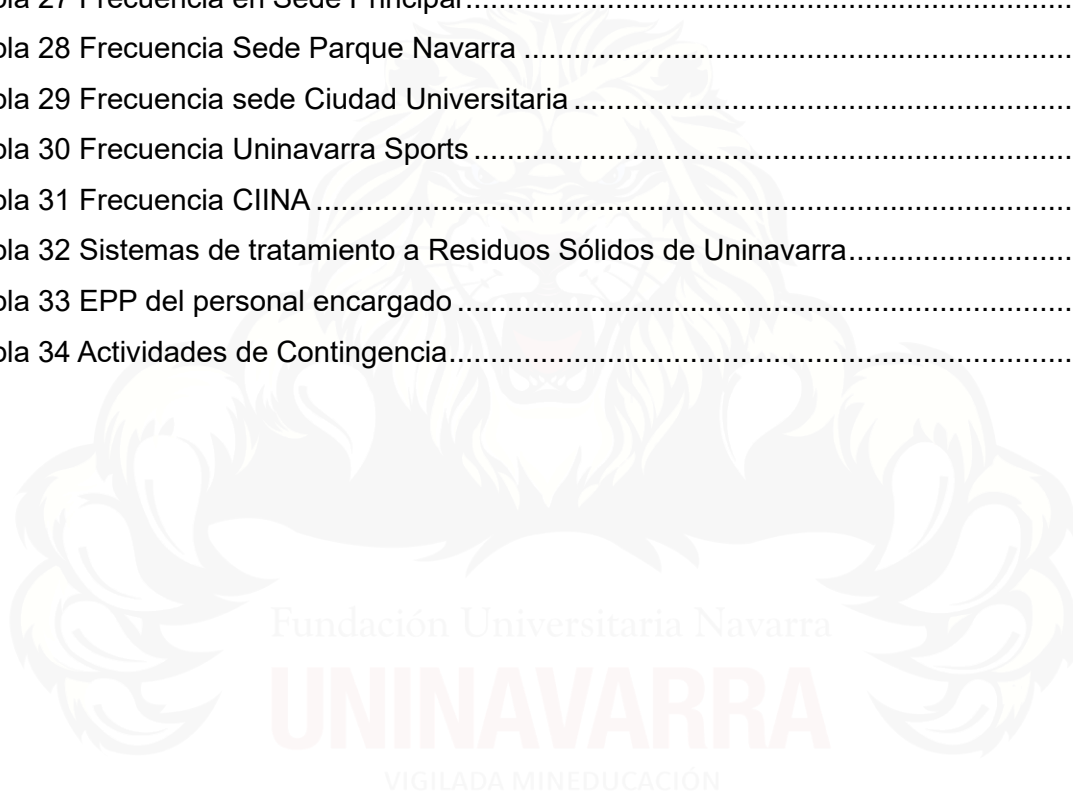 bla 27 Frecuencia en Sede Principal........................................................................
bla 28 Frecuencia Sede Parque Navarra ....................................................................
bla 29 Frecuencia sede Ciudad Universitaria ..............................................................
bla 30 Frecuencia Uninavarra Sports..........................................................................
bla 31 Frecuencia CIINA ............................................................................................
bla 32 Sistemas de tratamiento a Residuos Sólidos de Uninavarra............................
bla 33 EPP del personal encargado ...........................................................................
bla 34 Actividades de Contingencia............................................................................
Fundación Universitaria Navarra
UNINAVARRA
VIGILADA MINEDUCACIÓN